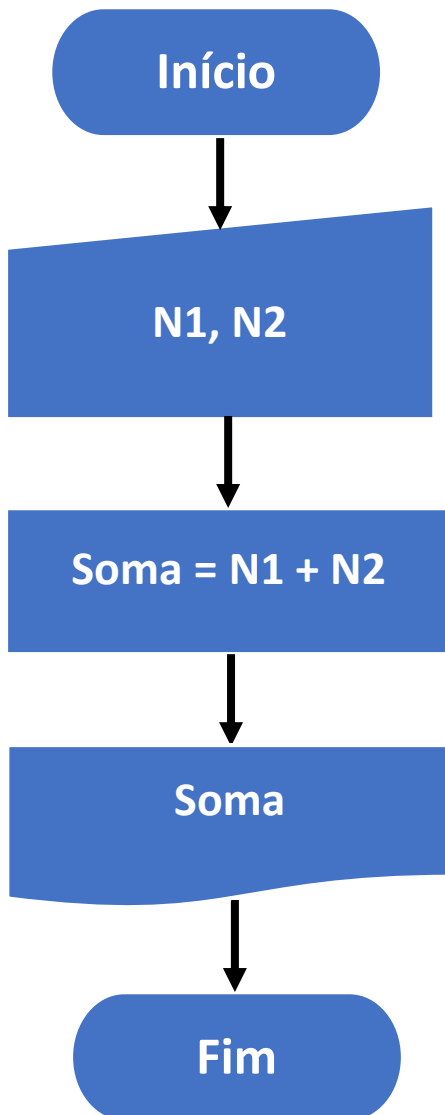 Início
N1, N2
Soma = N1 + N2
Soma
Fim